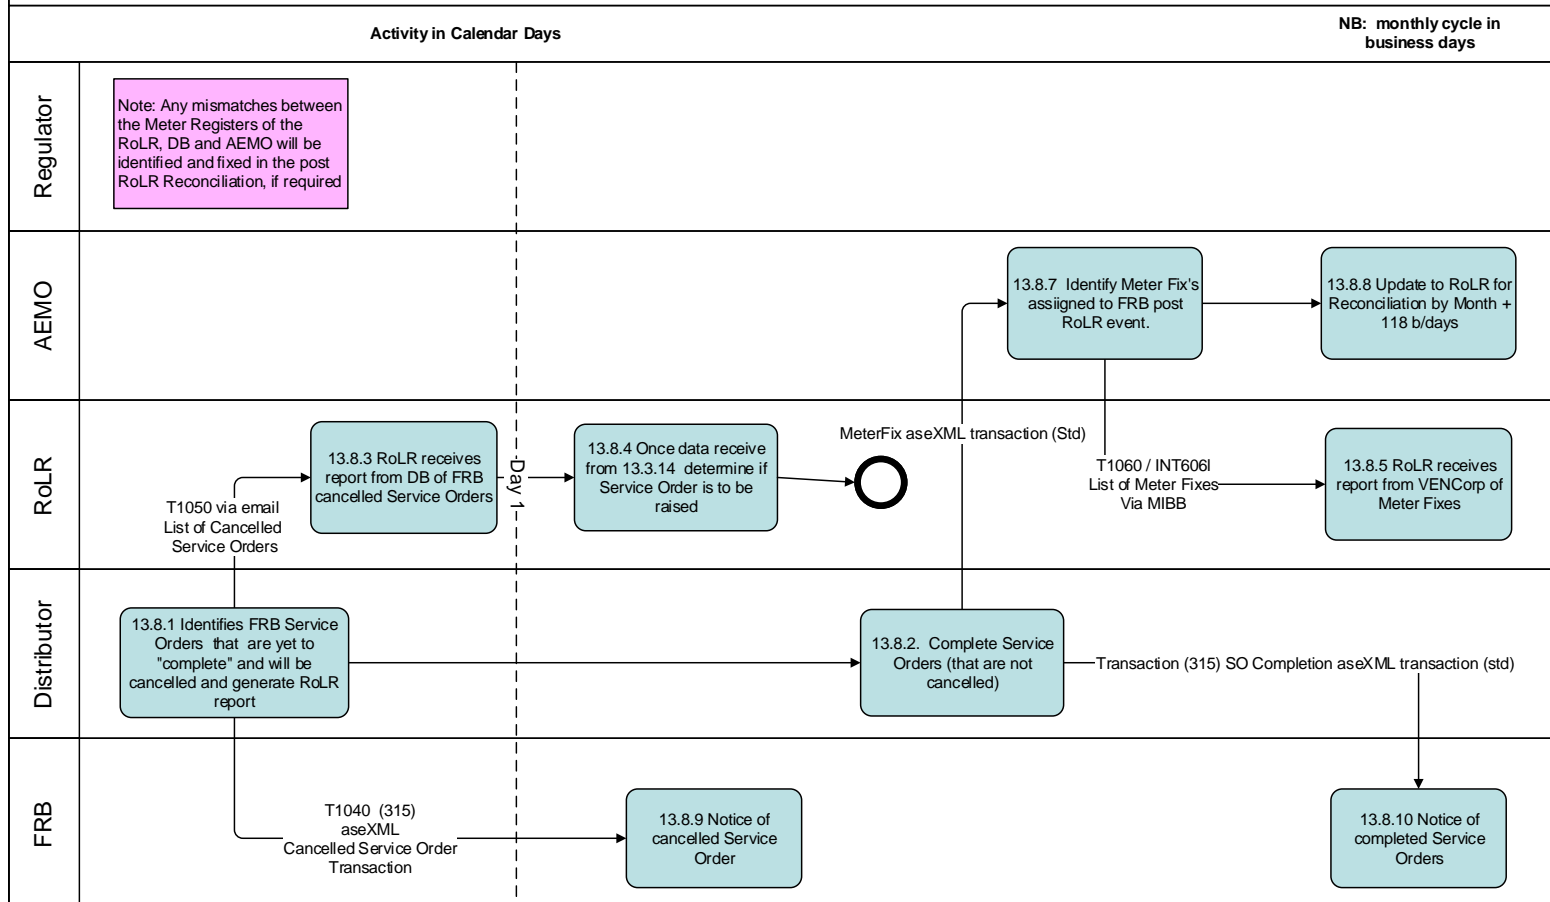 Activity in Calendar Days
NB: monthly cycle in
business days
Regulator
Note: Any mismatches between
the Meter Registers of the
RoLR, DB and AEMO will be
identified and fixed in the post
RoLR Reconciliation, if required
AEMO
13.8.7 Identify Meter Fix's
assiigned to FRB post
RoLR event.
13.8.8 Update to RoLR for
Reconciliation by Month +
118 b/days
RoLR
T1050 via email
List of Cancelled
Service Orders
13.8.3 RoLR receives
report from DB of FRB
cancelled Service Orders
Day 1
13.8.4 Once data receive
from 13.3.14 determine if
Service Order is to be
raised
MeterFix aseXML transaction (Std)
T1060 / INT606I
List of Meter Fixes
Via MIBB
13.8.5 RoLR receives
report from VENCorp of
Meter Fixes
Distributor
13.8.1 Identifies FRB Service
Orders that are yet to
"complete" and will be
cancelled and generate RoLR
report
13.8.2. Complete Service
Orders (that are not
cancelled)
Transaction (315) SO Completion aseXML transaction (std)
FRB
T1040 (315)
aseXML
Cancelled Service Order
Transaction
13.8.9 Notice of
cancelled Service
Order
13.8.10 Notice of
completed Service
Orders